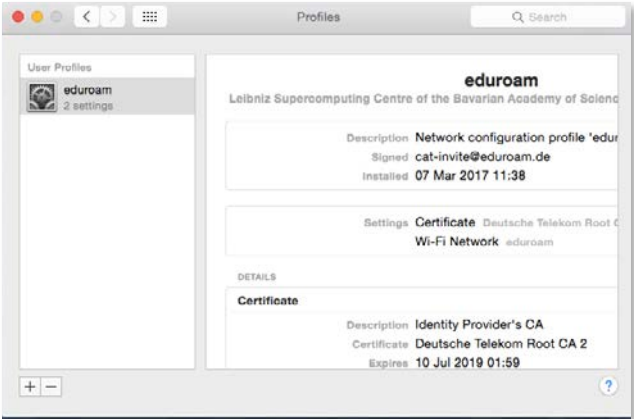 Profiles
Search
User Profiles
eduroam
2 settings
eduroam
Leibniz Supercomputing Centre of the Bavarian Academy of Scienc
Description Network configuration profile 'edur
Signed cat-invite@eduroam.de
Installed 07 Mar 2017 11:38
Settings Certificate Deutsche Telekom Root C
Wi-Fi Network eduroam
DETAILS
Certificate
Description Identity Provider's CA
Certificate Deutsche Telekom Root CA 2
Expires 10 Jul 2019 01:59
+ − ?